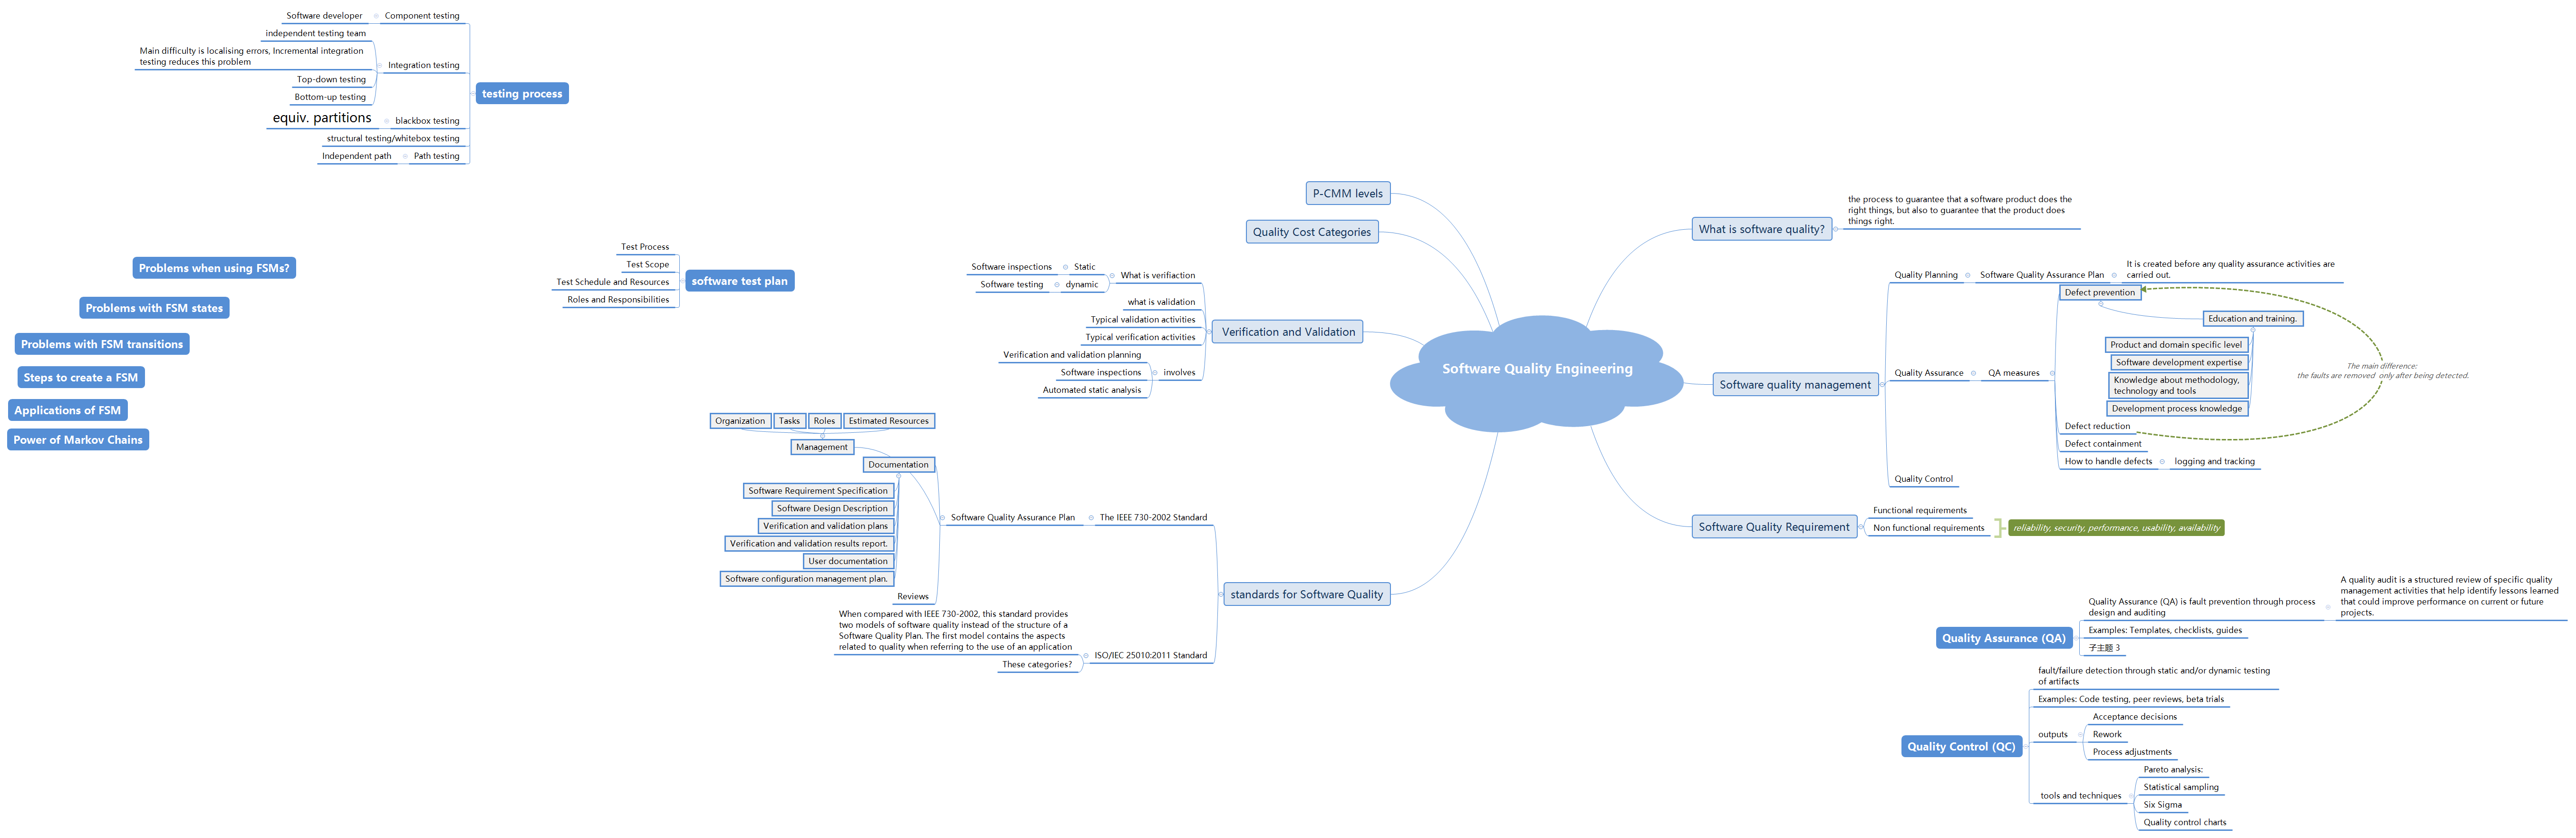 Software developer
Component testing
independent testing team
Main difficulty is localising errors, Incremental integration
testing reduces this problem
Integration testing
Top-down testing
Bottom-up testing
testing process
equiv. partitions
blackbox testing
structural testing/whitebox testing
Independent path
Path testing
Problems when using FSMs?
Problems with FSM states
Problems with FSM transitions
Steps to create a FSM
Applications of FSM
Power of Markov Chains
Test Process
Test Scope
Test Schedule and Resources
Roles and Responsibilities
software test plan
P-CMM levels
Quality Cost Categories
Software inspections
Static
What is verifiaction
Software testing
dynamic
what is validation
Typical validation activities
Typical verification activities
Verification and Validation
Verification and validation planning
Software inspections
involves
Automated static analysis
Software Quality Engineering
Organization
Tasks
Roles
Estimated Resources
Management
Documentation
Software Requirement Specification
Software Design Description
Verification and validation plans
Verification and validation results report.
User documentation
Software configuration management plan.
Software Quality Assurance Plan
The IEEE 730-2002 Standard
Reviews
standards for Software Quality
When compared with IEEE 730-2002, this standard provides
two models of software quality instead of the structure of a
Software Quality Plan. The first model contains the aspects
related to quality when referring to the use of an application
ISO/IEC 25010:2011 Standard
These categories?
What is software quality?
the process to guarantee that a software product does the
right things, but also to guarantee that the product does
things right.
Software quality management
Quality Planning
Software Quality Assurance Plan
It is created before any quality assurance activities are
carried out.
Defect prevention
Education and training.
Product and domain specific level
Software development expertise
Knowledge about methodology,
technology and tools
Development process knowledge
Quality Assurance
QA measures
The main difference:
the faults are removed  only after being detected.
Defect reduction
Defect containment
How to handle defects
logging and tracking
Quality Control
Software Quality Requirement
Functional requirements
Non functional requirements
reliability, security, performance, usability, availability
Quality Assurance (QA)
Quality Assurance (QA) is fault prevention through process
design and auditing
A quality audit is a structured review of specific quality
management activities that help identify lessons learned
that could improve performance on current or future
projects.
Examples: Templates, checklists, guides
子主题 3
Quality Control (QC)
fault/failure detection through static and/or dynamic testing
of artifacts
Examples: Code testing, peer reviews, beta trials
outputs
Acceptance decisions
Rework
Process adjustments
tools and techniques
Pareto analysis:
Statistical sampling
Six Sigma
Quality control charts